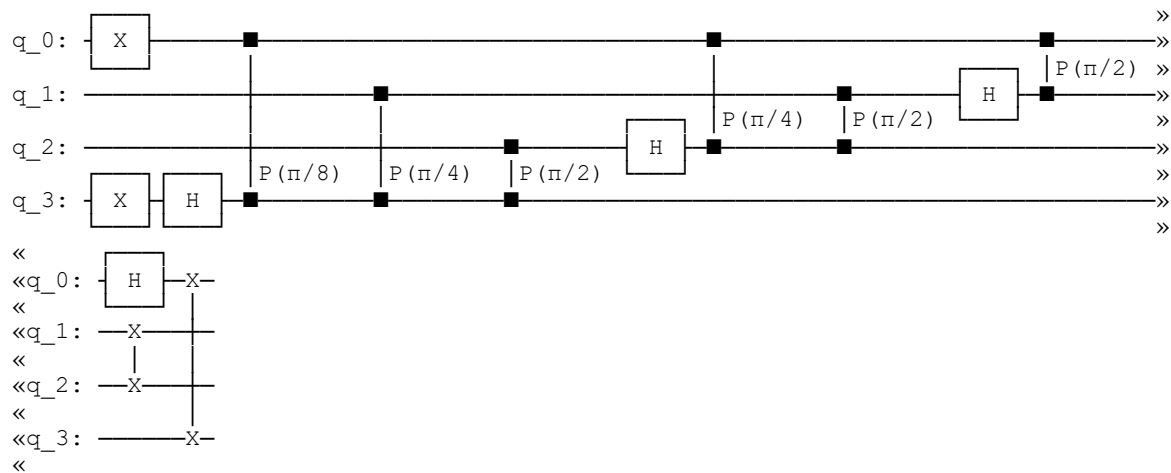 »
q_0: X »
P(π/2) »
q_1: H »
P(π/4) P(π/2) »
q_2: H »
P(π/8) P(π/4) P(π/2) »
q_3: X H »
»
«
«q_0: H X
«
«q_1: X
«
«q_2: X
«
«q_3: X
«